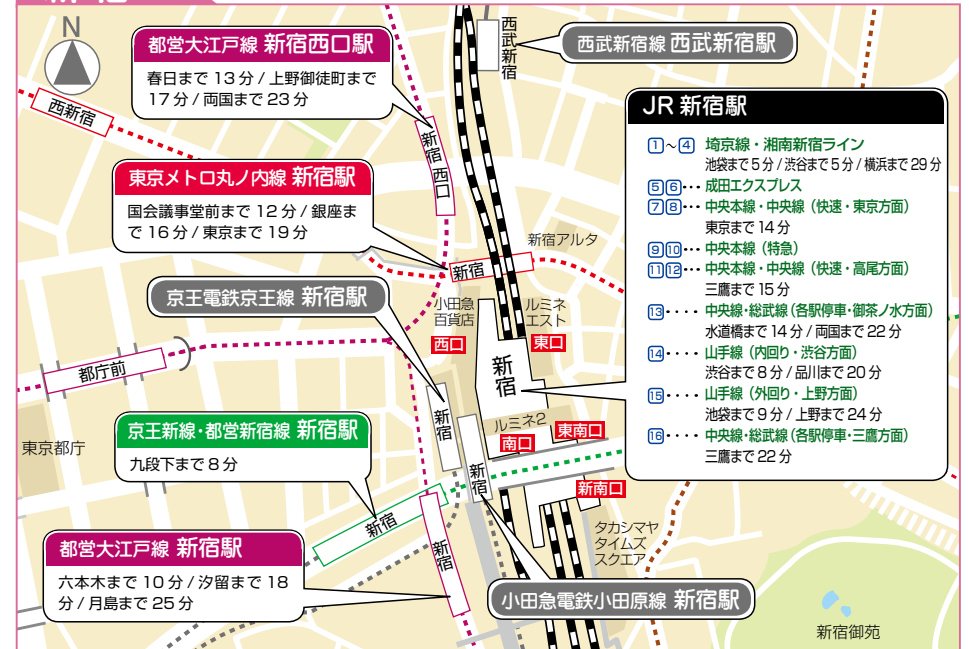 N
都営大江戸線 新宿西口駅
春日まで 13 分 / 上野御徒町まで
17 分 / 両国まで 23 分
西武新宿
西武新宿線 西武新宿駅
西新宿
新宿西口
東京メトロ丸ノ内線 新宿駅
国会議事堂前まで 12 分 / 銀座ま
で 16 分 / 東京まで 19 分
新宿アルタ
新宿
京王電鉄京王線 新宿駅
小田急
百貨店
ルミネ
エスト
西口
東口
新宿
都庁前
東京都庁
新宿
ルミネ2
南口
東南口
新宿
新南口
京王新線・都営新宿線 新宿駅
九段下まで 8 分
新宿
新宿
タカシマヤ
タイムズ
スクエア
都営大江戸線 新宿駅
六本木まで 10 分 / 汐留まで 18
分 / 月島まで 25 分
小田急電鉄小田原線 新宿駅
新宿御苑
JR 新宿駅
1~4 埼京線・湘南新宿ライン
池袋まで 5 分 / 渋谷まで 5 分 / 横浜まで 29 分
5 6 ・・・ 成田エクスプレス
7 8 ・・・ 中央本線・中央線（快速・東京方面）
東京まで 14 分
9 10 ・・・ 中央本線（特急）
11 12 ・・・ 中央本線・中央線（快速・高尾方面）
三鷹まで 15 分
13 ・・・・ 中央線・総武線（各駅停車・御茶ノ水方面）
水道橋まで 14 分 / 両国まで 22 分
14 ・・・・ 山手線（内回り・渋谷方面）
渋谷まで 8 分 / 品川まで 20 分
15 ・・・・ 山手線（外回り・上野方面）
池袋まで 9 分 / 上野まで 24 分
16 ・・・・ 中央線・総武線（各駅停車・三鷹方面）
三鷹まで 22 分